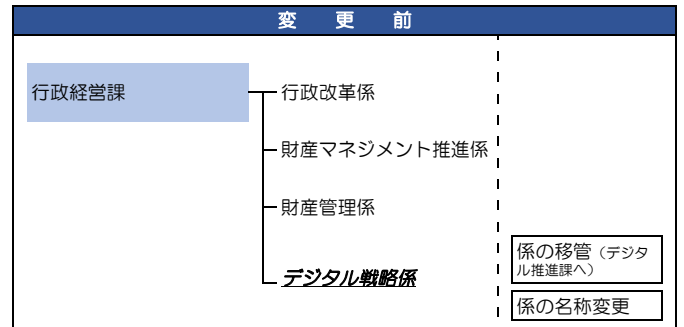 変 更 前
行政経営課
行政改革係
財産マネジメント推進係
財産管理係
デジタル戦略係
係の移管（デジタ
ル推進課へ）
係の名称変更